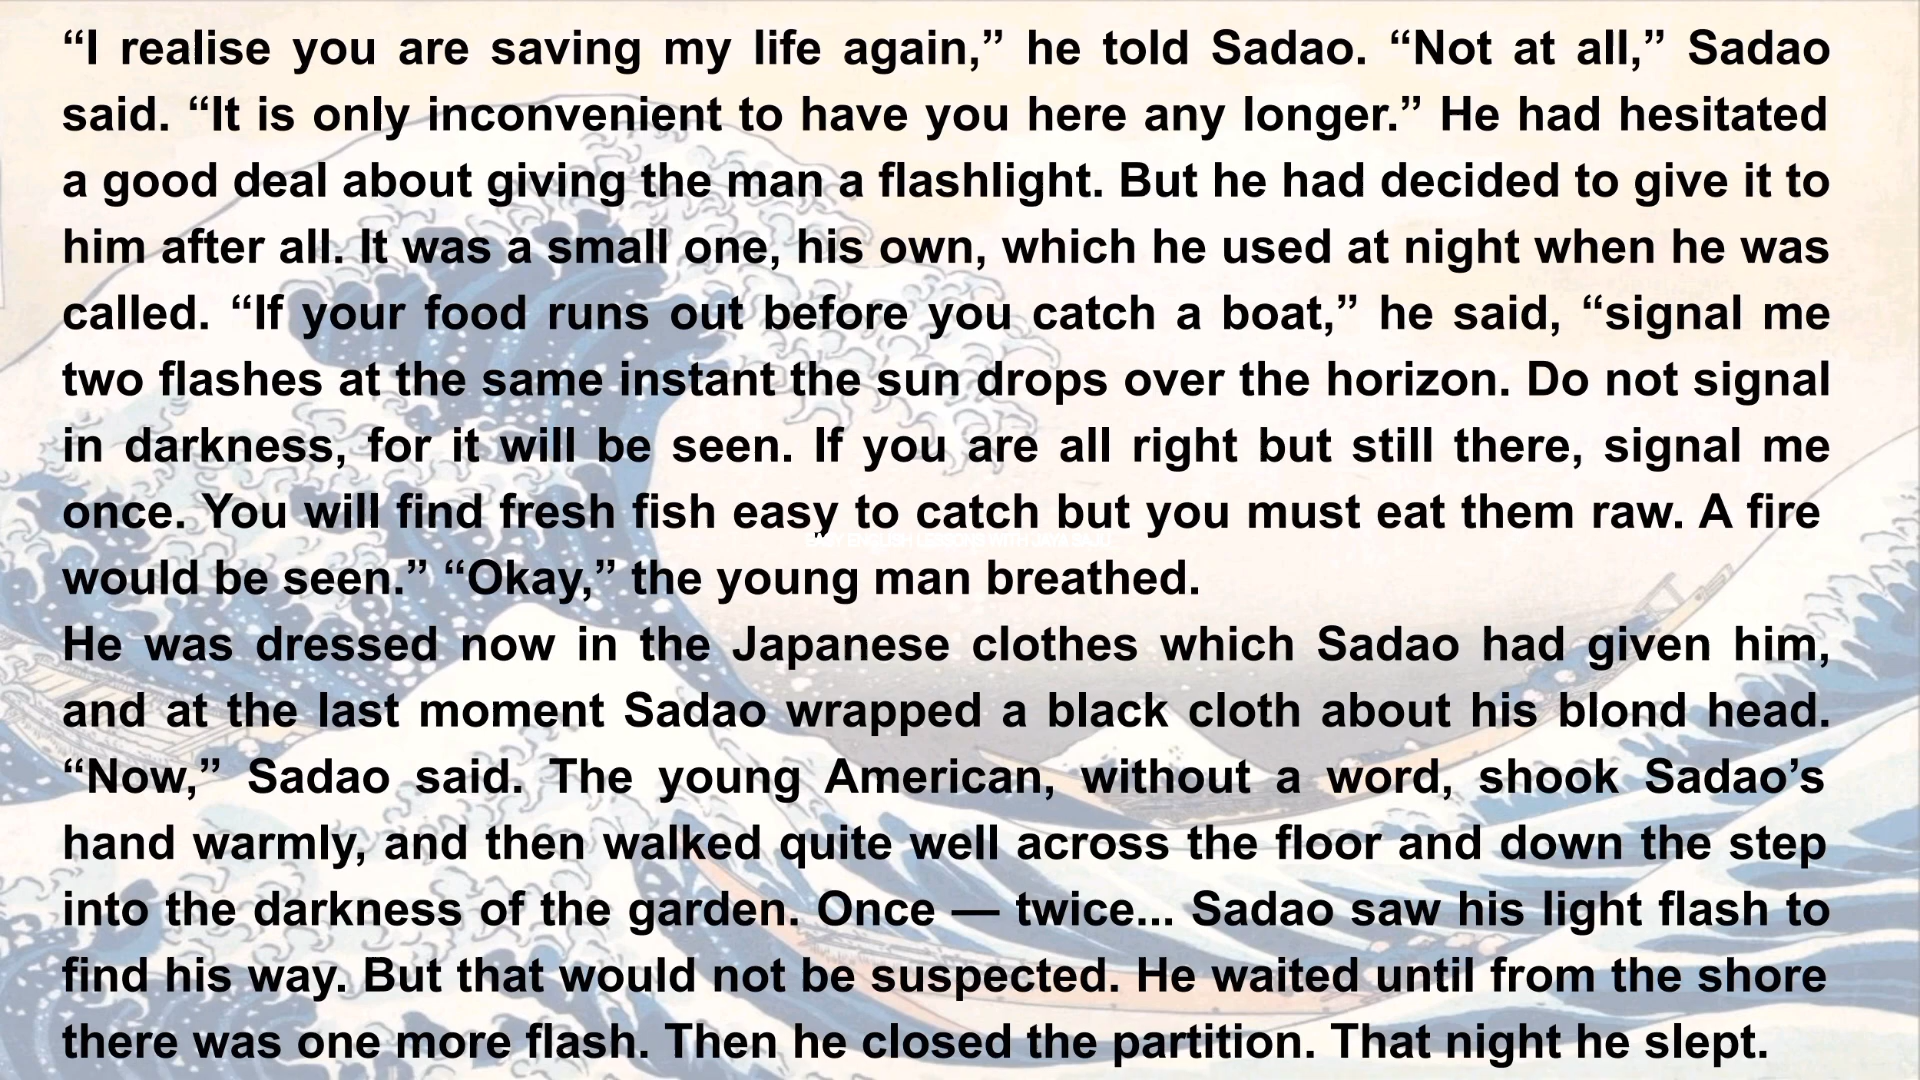 “I realise you are saving my life again,” he told Sadao. “Not at all,” Sadao
said. “It is only inconvenient to have you here any longer.” He had hesitated
a good deal about giving the man a flashlight. But he had decided to give it to
him after all. It was a small one, his own, which he used at night when he was
called. “If your food runs out before you catch a boat,” he said, “signal me
two flashes at the same instant the sun drops over the horizon. Do not signal
in darkness, for it will be seen. If you are all right but still there, signal me
once. You will find fresh fish easy to catch but you must eat them raw. A fire
EASY ENGLISH LESSONS WITH JAYA SAJU
would be seen.” “Okay,” the young man breathed.
He was dressed now in the Japanese clothes which Sadao had given him,
and at the last moment Sadao wrapped a black cloth about his blond head.
“Now,” Sadao said. The young American, without a word, shook Sadao’s
hand warmly, and then walked quite well across the floor and down the step
into the darkness of the garden. Once — twice... Sadao saw his light flash to
find his way. But that would not be suspected. He waited until from the shore
there was one more flash. Then he closed the partition. That night he slept.